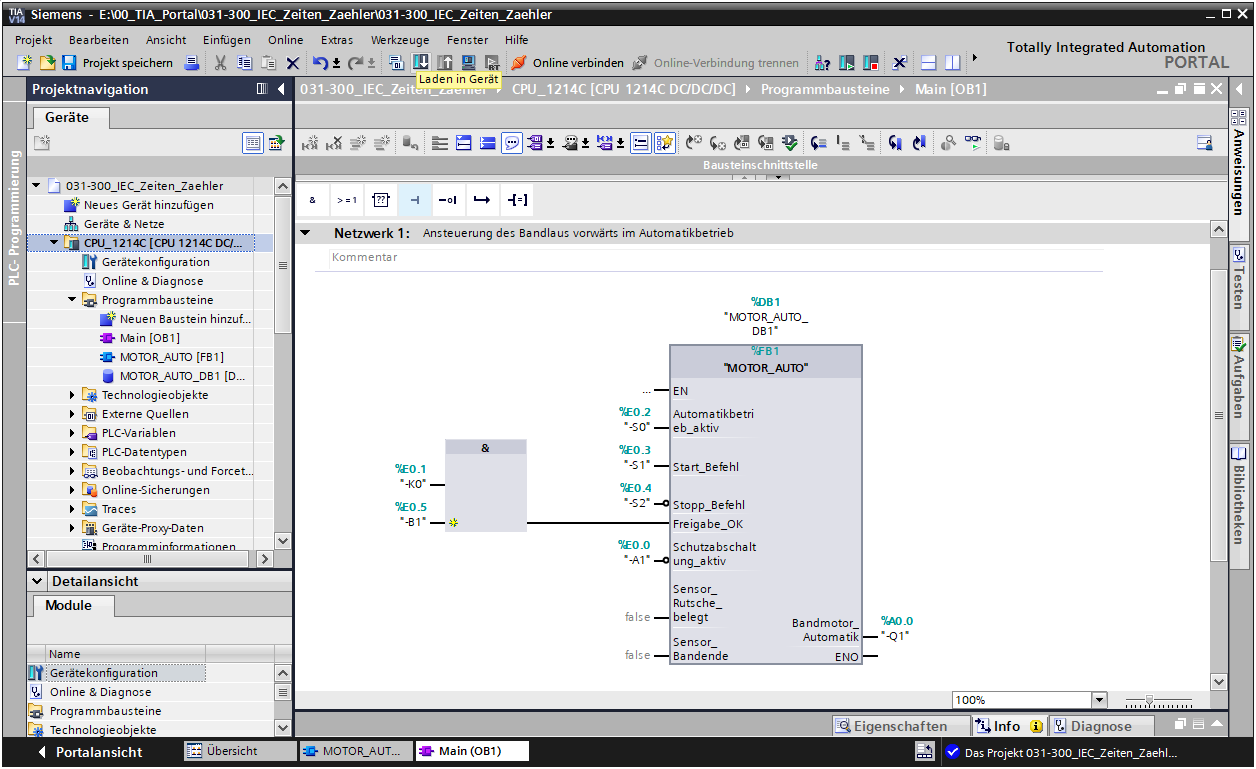 TIA
V14
Siemens - E:\00_TIA_Portal\031-300_IEC_Zeiten_Zaehler\031-300_IEC_Zeiten_Zaehler
Projekt Bearbeiten Ansicht Einfügen Online Extras Werkzeuge Fenster Hilfe
Totally Integrated Automation
PORTAL
Projekt speichern
Online verbinden
Online-Verbindung trennen
Laden in Gerät
Projektnavigation
031-300_IEC_Zeiten_Zaehler CPU_1214C [CPU 1214C DC/DC/DC] Programmbausteine Main [OB1]
Geräte
PLC- Programmierung
031-300_IEC_Zeiten_Zaehler
Neues Gerät hinzufügen
Geräte & Netze
CPU_1214C [CPU 1214C DC/...
Gerätekonfiguration
Online & Diagnose
Programmbausteine
Neuen Baustein hinzuf...
Main [OB1]
MOTOR_AUTO [FB1]
MOTOR_AUTO_DB1 [D...
Technologieobjekte
Externe Quellen
PLC-Variablen
PLC-Datentypen
Beobachtungs- und Forcet...
Online-Sicherungen
Traces
Geräte-Proxy-Daten
Programminformationen
Detailansicht
Module
Name
Gerätekonfiguration
Online & Diagnose
Programmbausteine
Technologieobjekte
Bausteinschnittstelle
& >=1 ??
Netzwerk 1: Ansteuerung des Bandlaus vorwärts im Automatikbetrieb
Kommentar
%DB1
"MOTOR_AUTO_
DB1"
%FB1
"MOTOR_AUTO"
... EN
%E0.2
"-S0"
Automatikbetri
eb_aktiv
%E0.3
"-S1"
Start_Befehl
%E0.4
"-S2"
Stopp_Befehl
&
%E0.1
"-K0"
%E0.5
"-B1"
Freigabe_OK
%E0.0
"-A1"
Schutzabschalt
ung_aktiv
Sensor_
Rutsche_
belegt
false
Sensor_
Bandende
false
Bandmotor_
Automatik
%A0.0
"-Q1"
ENO
100%
Eigenschaften Info Diagnose
Anweisungen
Testen
Aufgaben
Bibliotheken
Portalansicht
Übersicht
MOTOR_AUT...
Main (OB1)
Das Projekt 031-300_IEC_Zeiten_Zaehl...